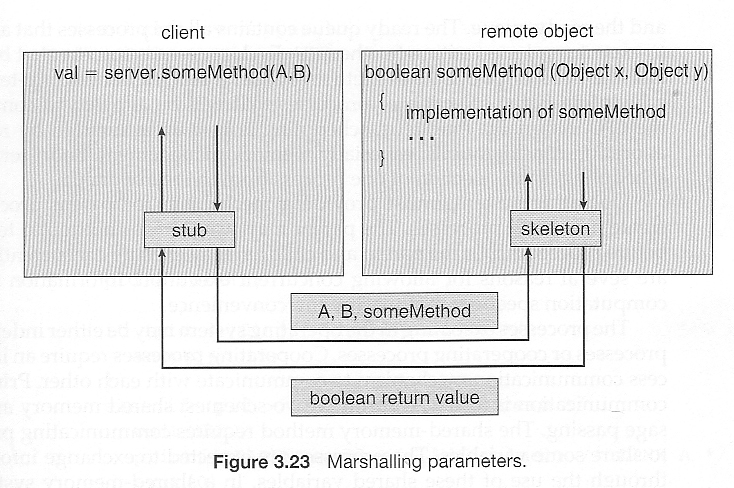 client
remote object
val = server.someMethod(A,B)
boolean someMethod (Object x, Object y)
{
implementation of someMethod
...
}
stub
skeleton
A, B, someMethod
boolean return value
Figure 3.23 Marshalling parameters.